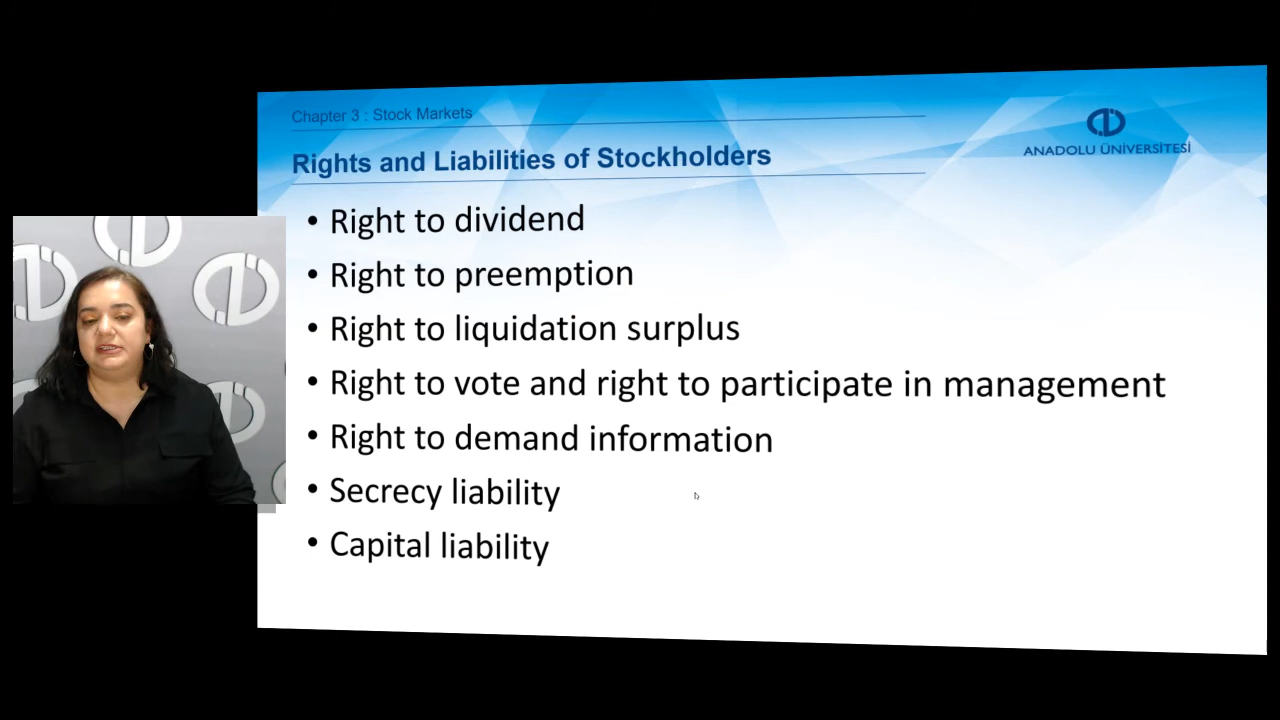 Chapter 3 : Stock Markets
ANADOLU ÜNİVERSİTESİ
Rights and Liabilities of Stockholders
• Right to dividend
• Right to preemption
• Right to liquidation surplus
• Right to vote and right to participate in management
• Right to demand information
• Secrecy liability
• Capital liability